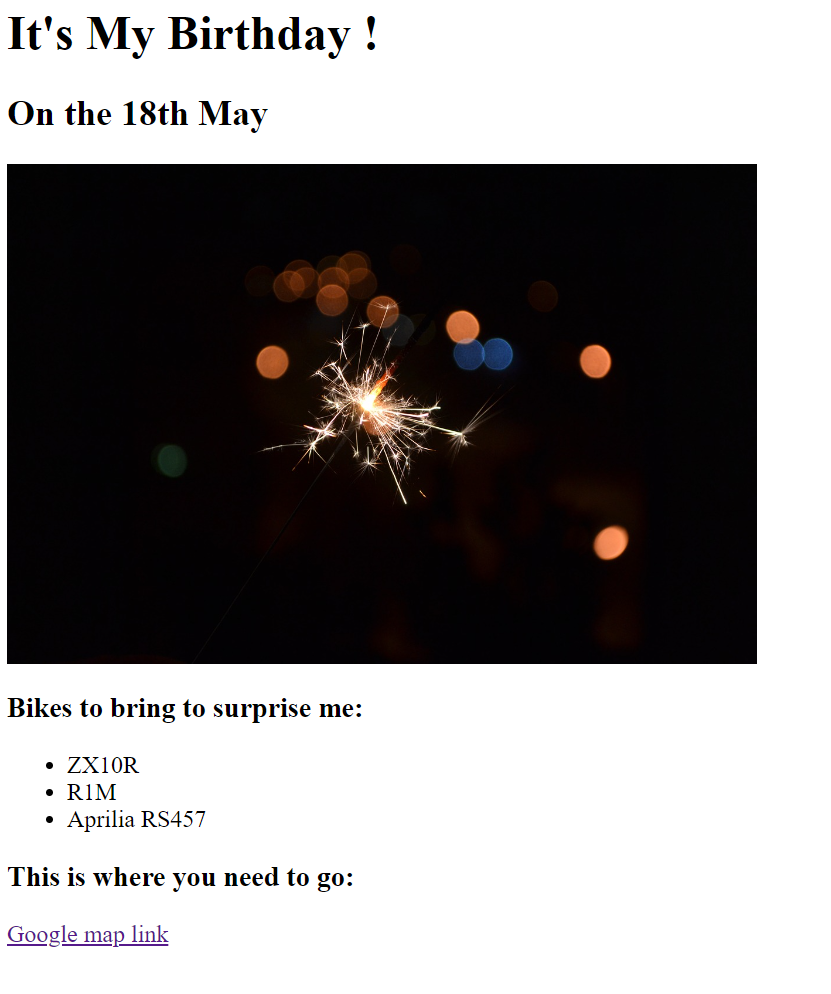 It's My Birthday !
On the 18th May
Bikes to bring to surprise me:
ZX10R
R1M
Aprilia RS457
This is where you need to go:
Google map link